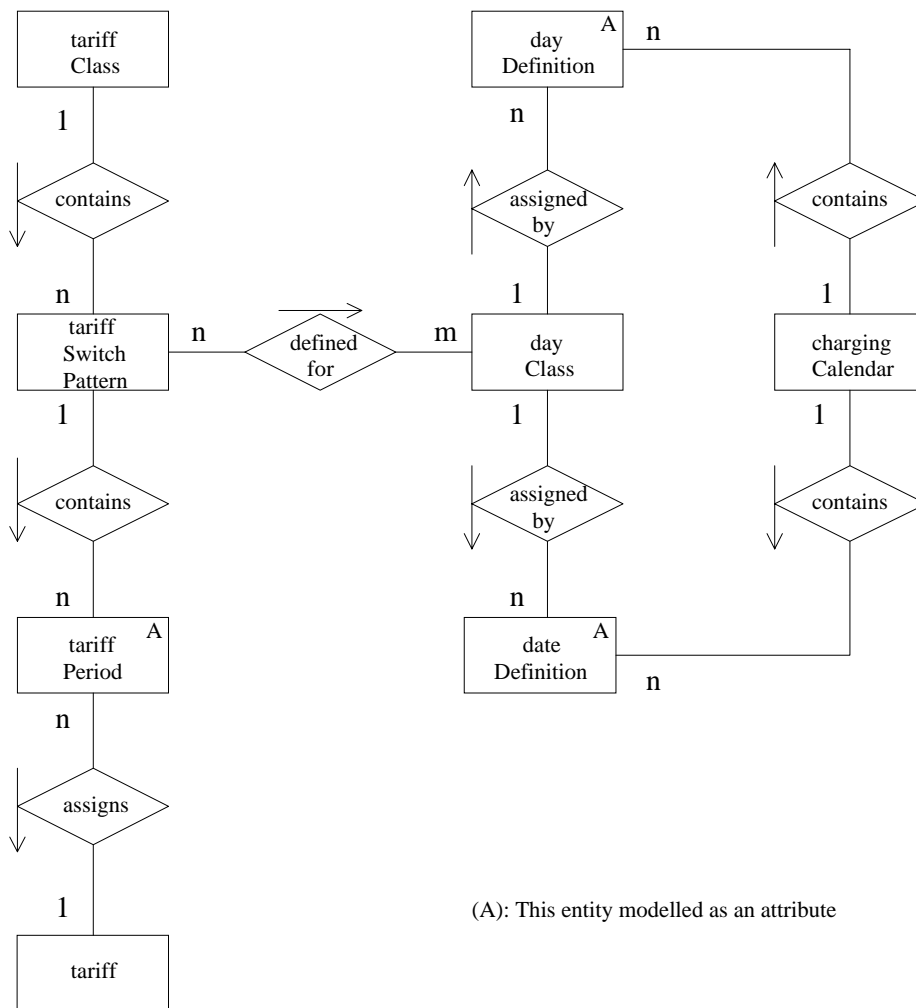 tariff
Class
A
day
Definition
n
1
n
contains
assigned
by
contains
n
1
1
tariff
Switch
Pattern
n
defined
for
m
day
Class
charging
Calendar
1
1
1
contains
assigned
by
contains
n
n
tariff
Period
A
date
Definition
A
n
n
assigns
1
(A): This entity modelled as an attribute
tariff